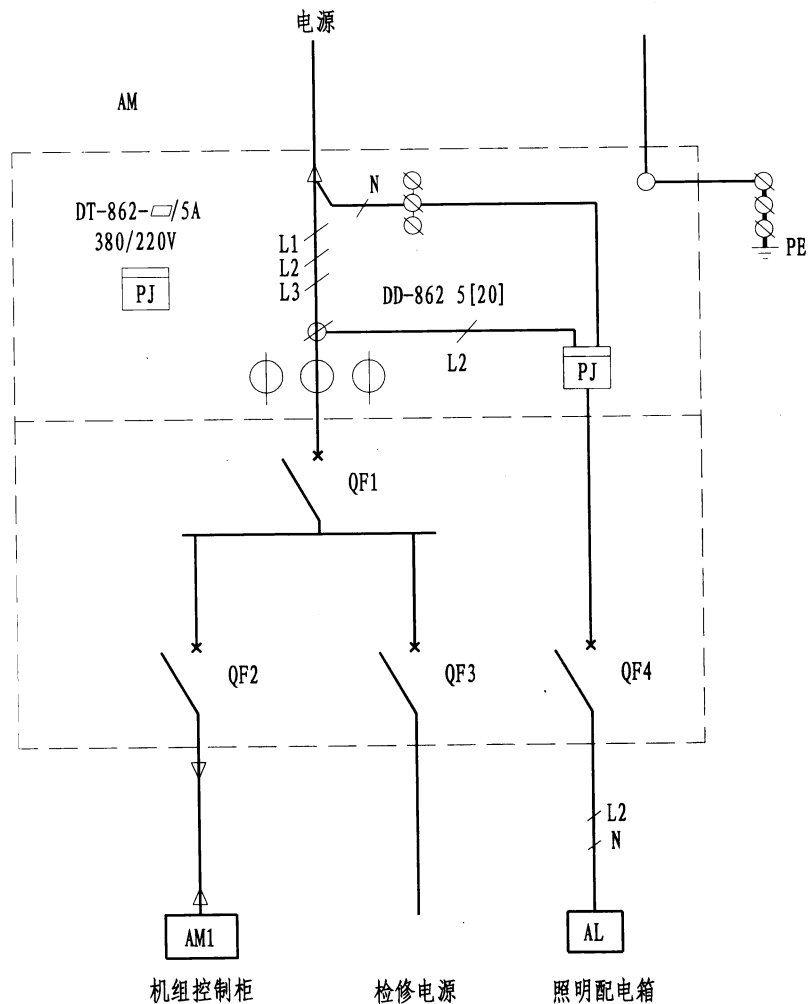 电源
AM
N
DT-862-▱/5A
380/220V
PJ
L1
L2
L3
DD-862 5[20]
L2
PJ
PE
QF1
QF2
QF3
QF4
L2
N
AM1
AL
机组控制柜
检修电源
照明配电箱